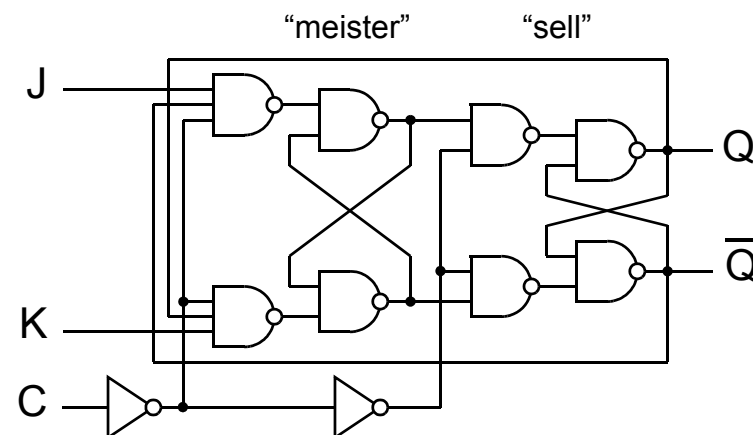 “meister” “sell”
J
Q
Q̅
K
C